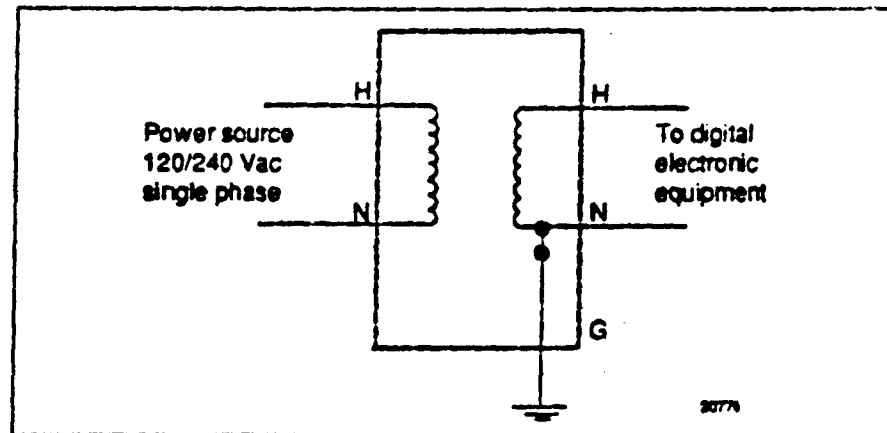 H
H
Power source
120/240 Vac
single phase
To digital
electronic
equipment
N
N
G